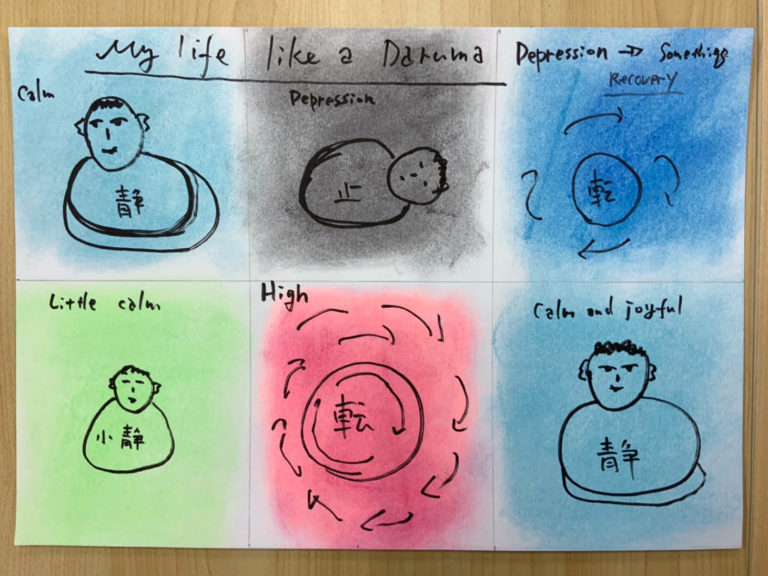 My life like a Daruma
Calm
静
Depression
止
Depression → Something
RECOVERY
転
Little calm
小静
High
転
Calm and joyful
静